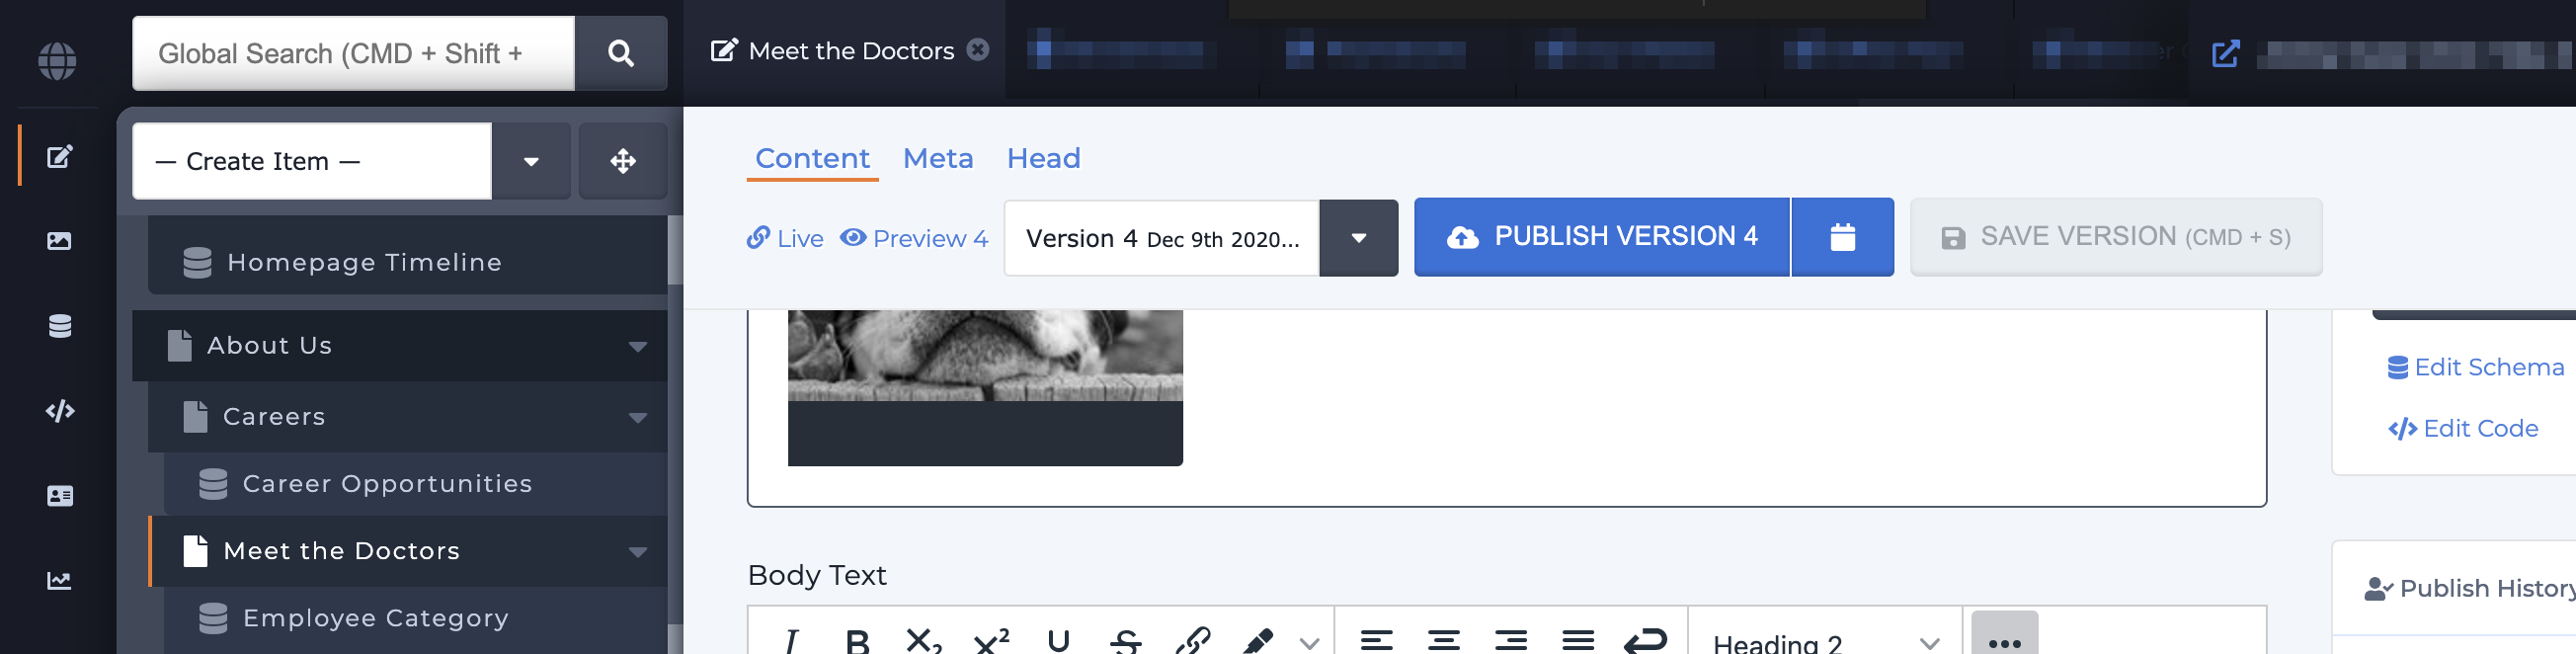 Global Search (CMD + Shift +
Meet the Doctors
— Create Item —
Homepage Timeline
About Us
Careers
Career Opportunities
Meet the Doctors
Employee Category
Content Meta Head
Live Preview 4 Version 4 Dec 9th 2020... PUBLISH VERSION 4 SAVE VERSION (CMD + S)
Edit Schema
Edit Code
Body Text
Publish History
I B X₂ X² U S Heading 2 ...